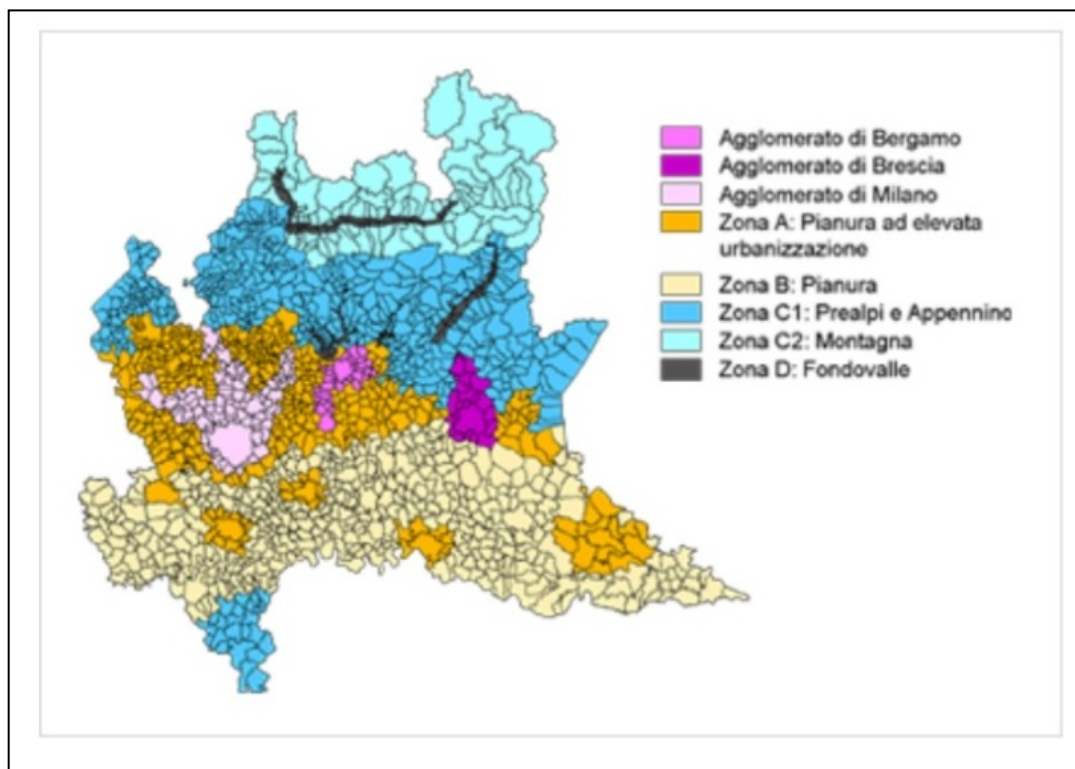 Agglomerato di Bergamo
Agglomerato di Brescia
Agglomerato di Milano
Zona A: Pianura ad elevata
urbanizzazione
Zona B: Pianura
Zona C1: Prealpi e Appennino
Zona C2: Montagna
Zona D: Fondovalle